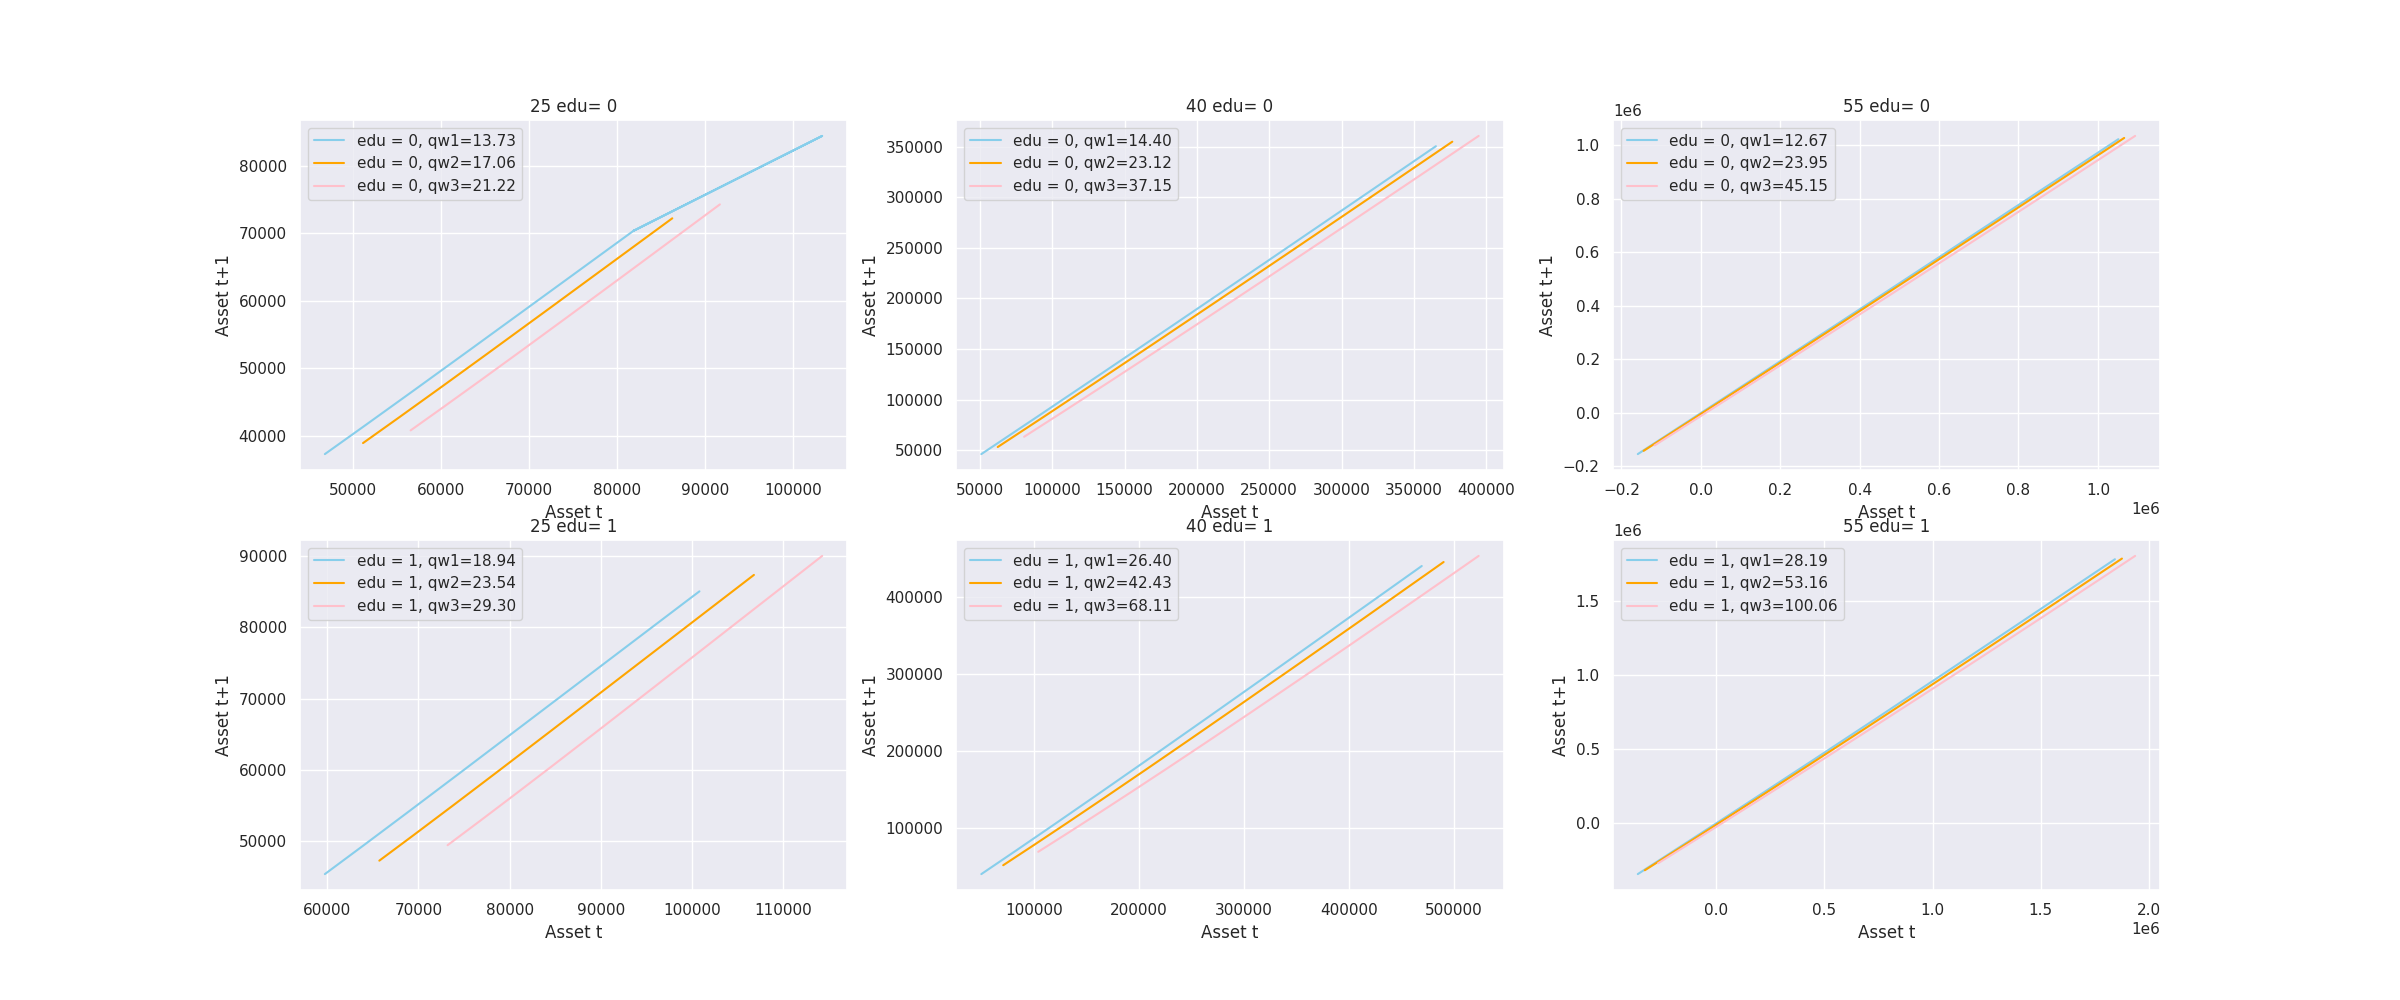 25 edu= 0
edu = 0, qw1=13.73
edu = 0, qw2=17.06
edu = 0, qw3=21.22
80000
70000
60000
50000
40000
Asset t+1
50000 60000 70000 80000 90000 100000
Asset t
40 edu= 0
edu = 0, qw1=14.40
edu = 0, qw2=23.12
edu = 0, qw3=37.15
350000
300000
250000
200000
150000
100000
50000
Asset t+1
50000 100000 150000 200000 250000 300000 350000 400000
Asset t
55 edu= 0
1e6
edu = 0, qw1=12.67
edu = 0, qw2=23.95
edu = 0, qw3=45.15
1.0
0.8
0.6
0.4
0.2
0.0
−0.2
Asset t+1
−0.2 0.0 0.2 0.4 0.6 0.8 1.0
1e6
Asset t
25 edu= 1
edu = 1, qw1=18.94
edu = 1, qw2=23.54
edu = 1, qw3=29.30
90000
80000
70000
60000
50000
Asset t+1
60000 70000 80000 90000 100000 110000
Asset t
40 edu= 1
edu = 1, qw1=26.40
edu = 1, qw2=42.43
edu = 1, qw3=68.11
400000
300000
200000
100000
Asset t+1
100000 200000 300000 400000 500000
Asset t
55 edu= 1
1e6
edu = 1, qw1=28.19
edu = 1, qw2=53.16
edu = 1, qw3=100.06
1.5
1.0
0.5
0.0
Asset t+1
0.0 0.5 1.0 1.5 2.0
1e6
Asset t